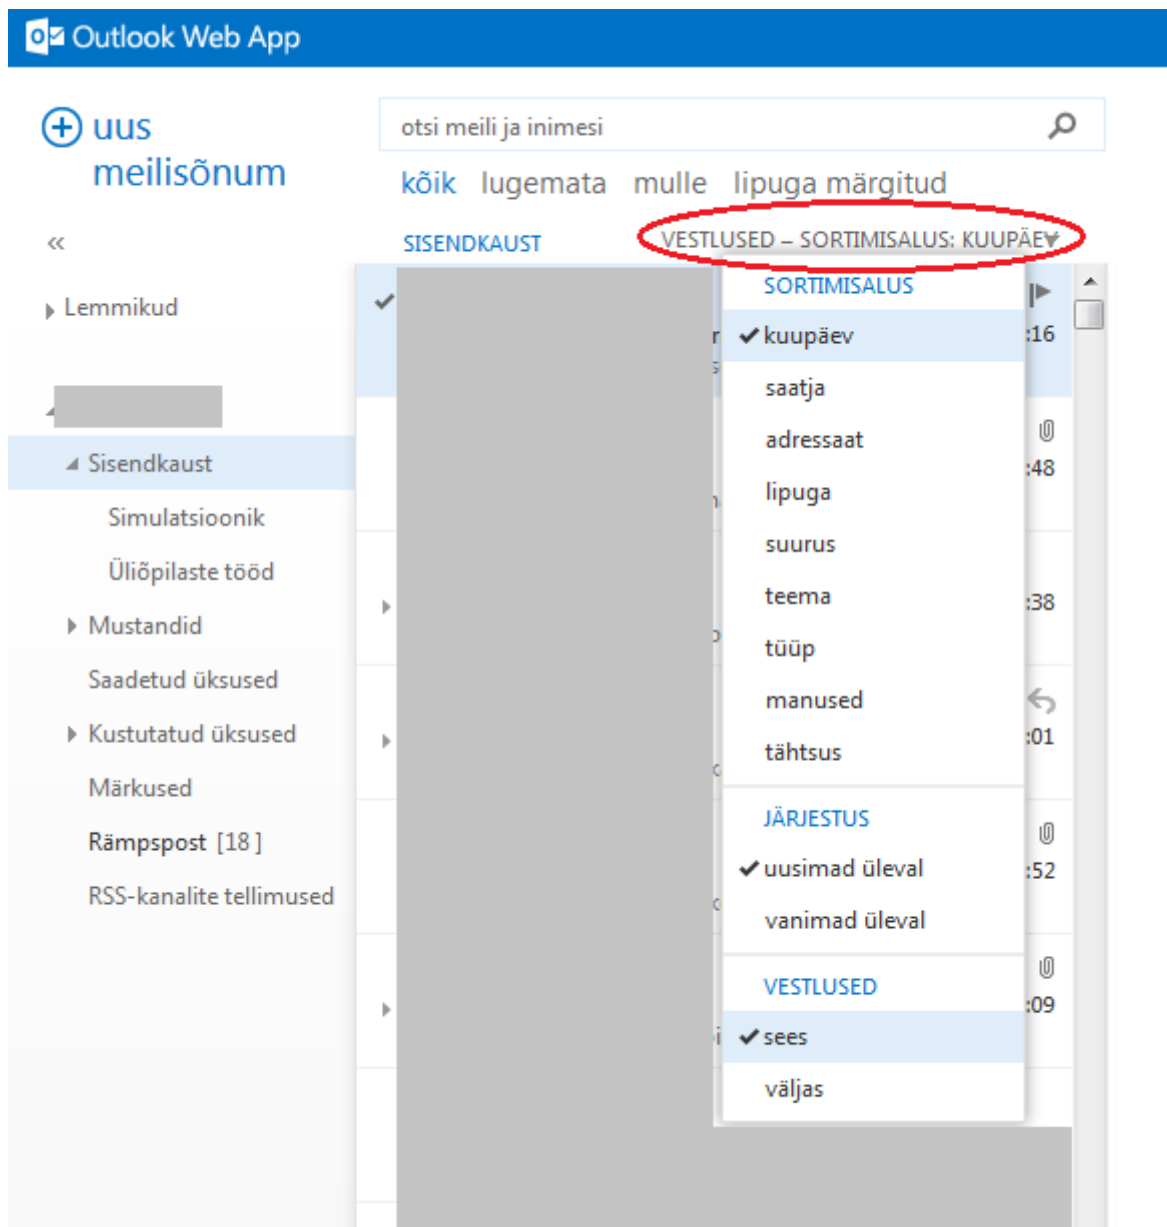 Outlook Web App
uus
meilisõnum
otsi meili ja inimesi
kõik lugemata mulle lipuga märgitud
SISENDKAUST
VESTLUSED – SORTIMISALUS: KUUPÄEV
Lemmikud
Sisendkaust
Simulatsioonik
Üliõpilaste tööd
Mustandid
Saadetud üksused
Kustutatud üksused
Märkused
Rämpspost [18]
RSS-kanalite tellimused
SORTIMISALUS
kuupäev
:16
saatja
adressaat
:48
lipuga
suurus
teema
:38
tüüp
manused
:01
tähtsus
JÄRJESTUS
uusimad üleval
:52
vanimad üleval
VESTLUSED
:09
sees
väljas